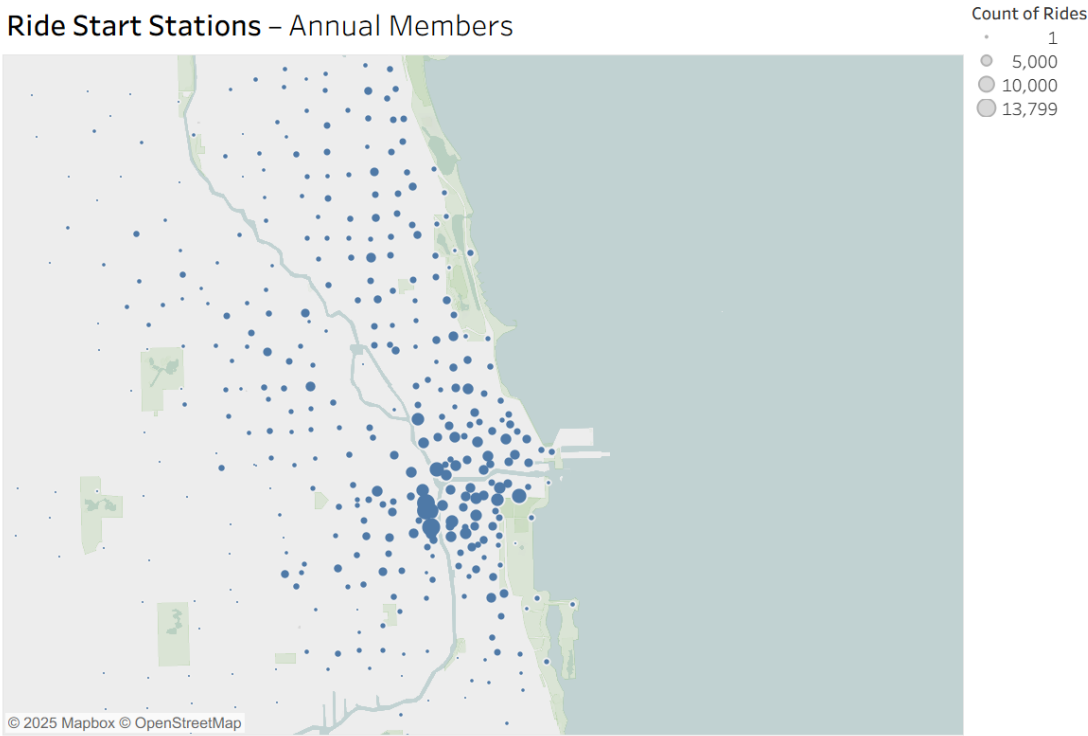 Ride Start Stations – Annual Members
Count of Rides
1
5,000
10,000
13,799
© 2025 Mapbox © OpenStreetMap